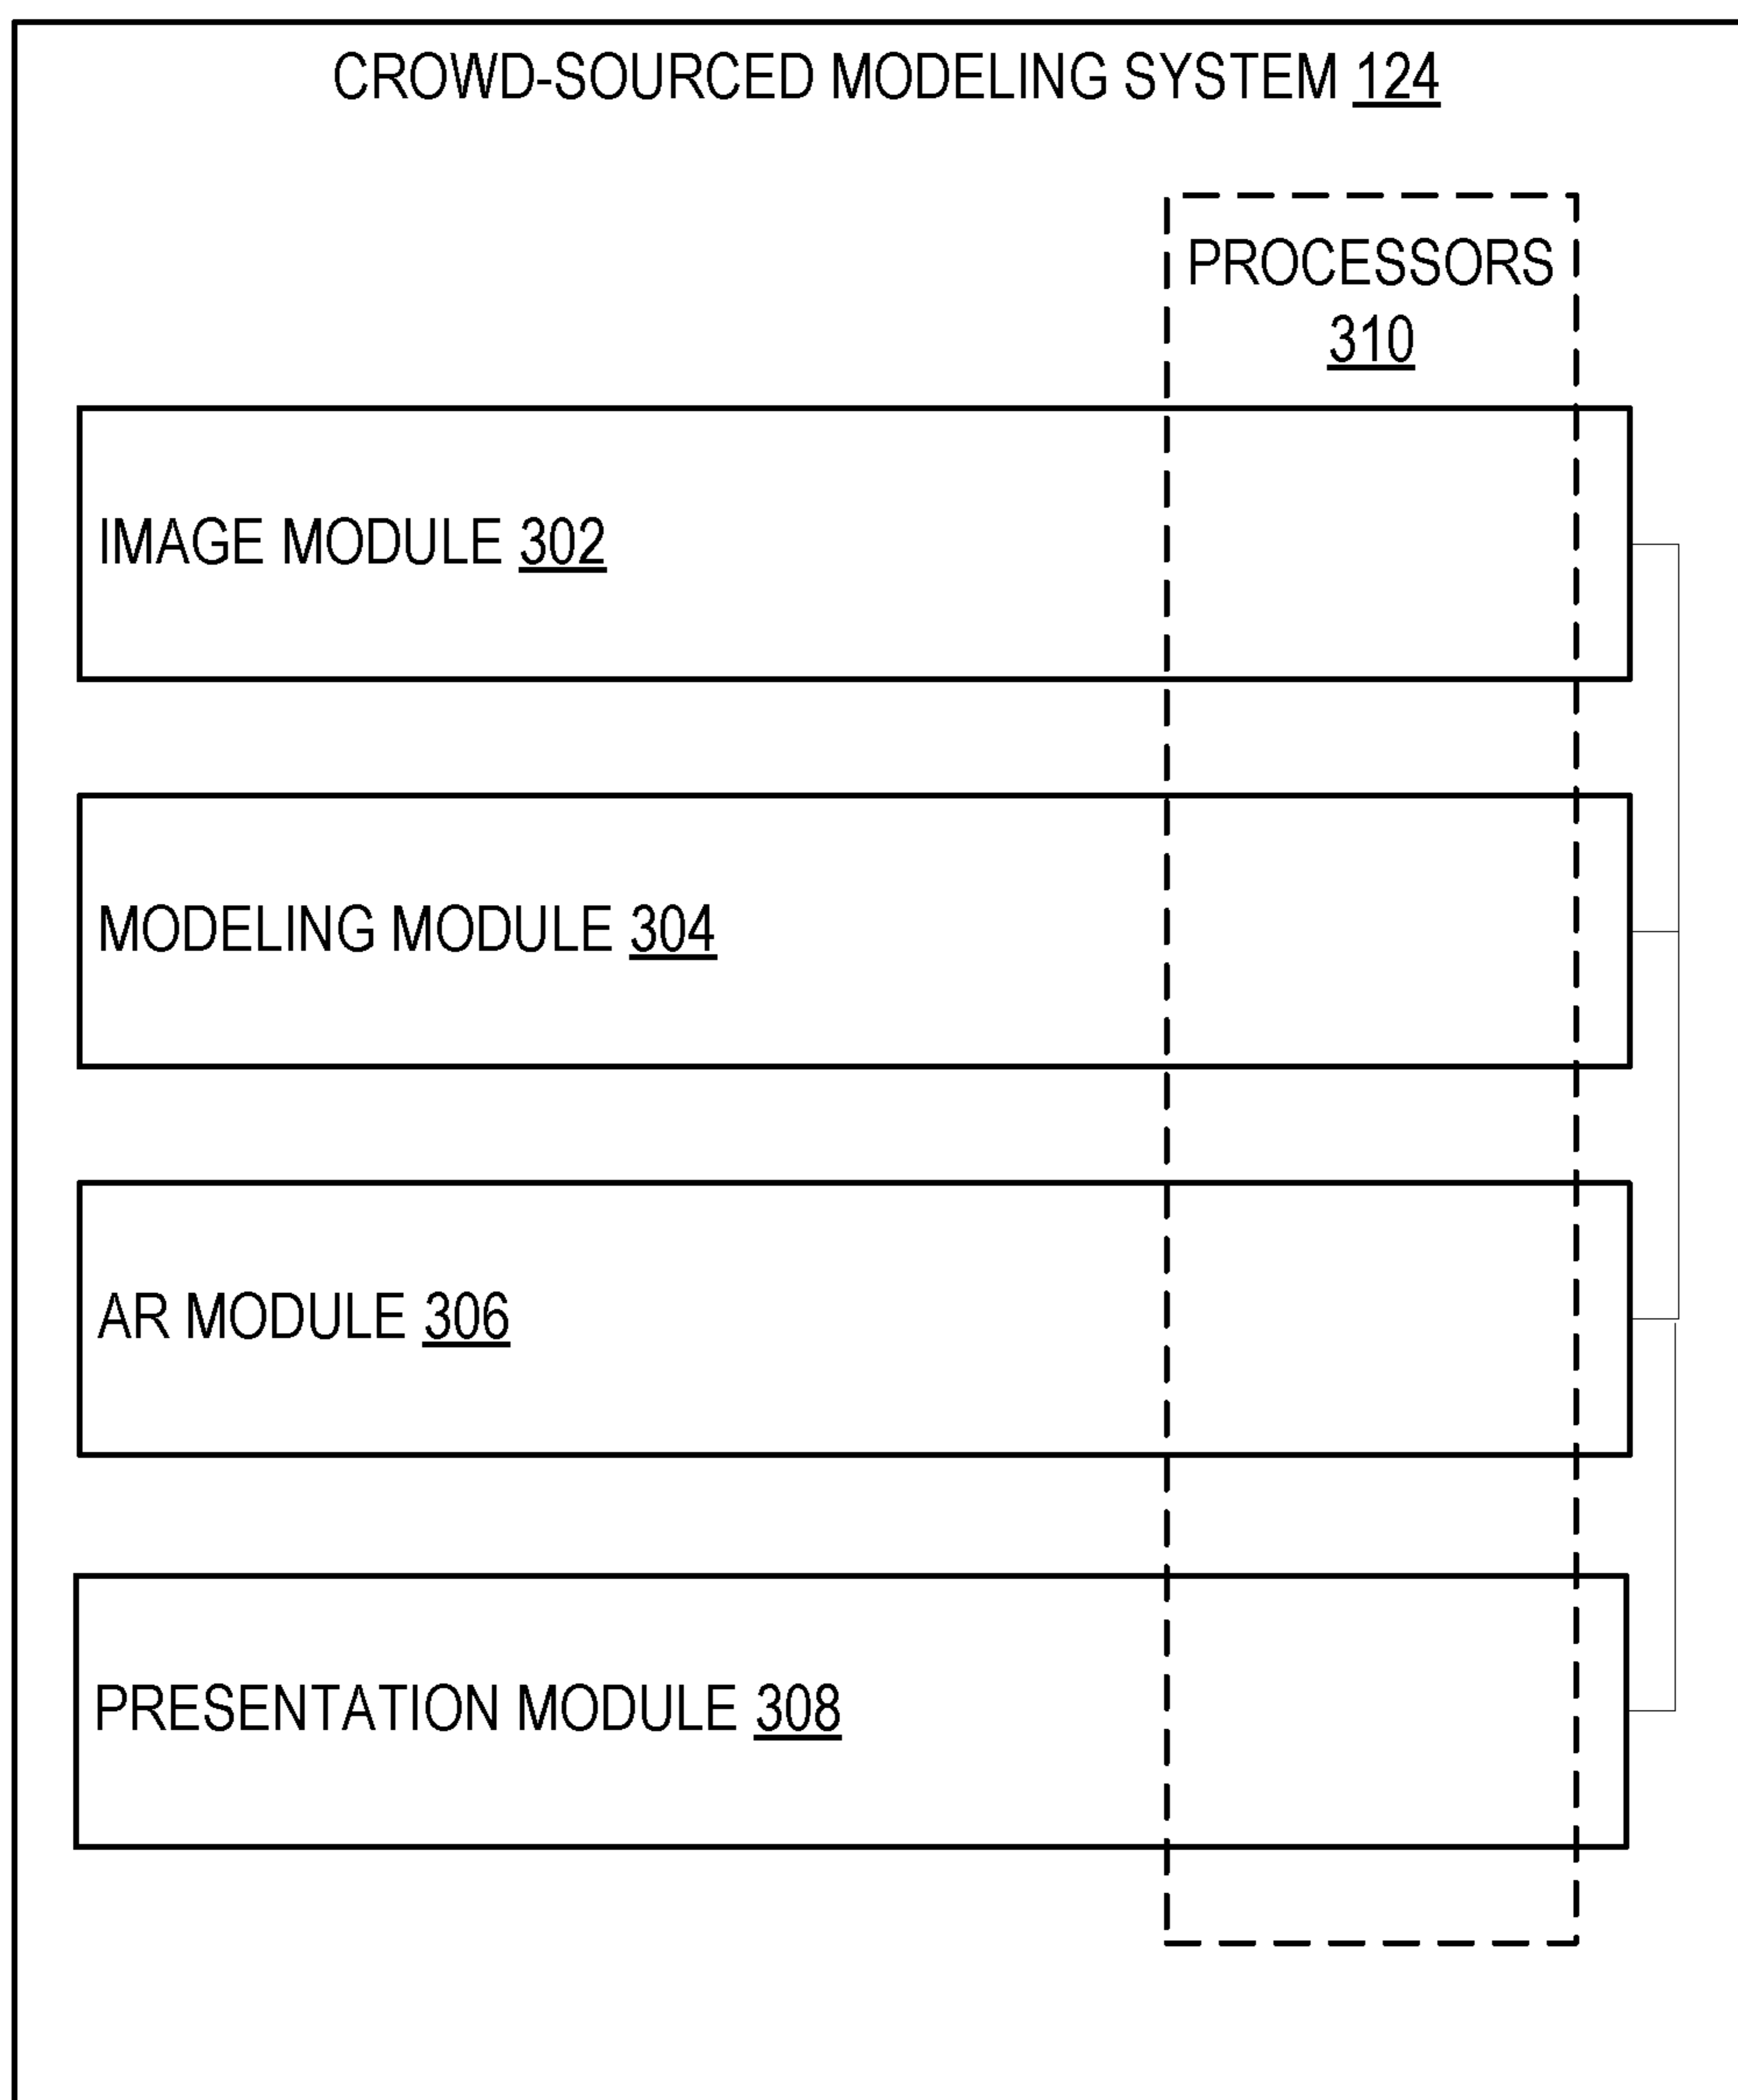 CROWD-SOURCED MODELING SYSTEM 124
PROCESSORS
310
IMAGE MODULE 302
MODELING MODULE 304
AR MODULE 306
PRESENTATION MODULE 308